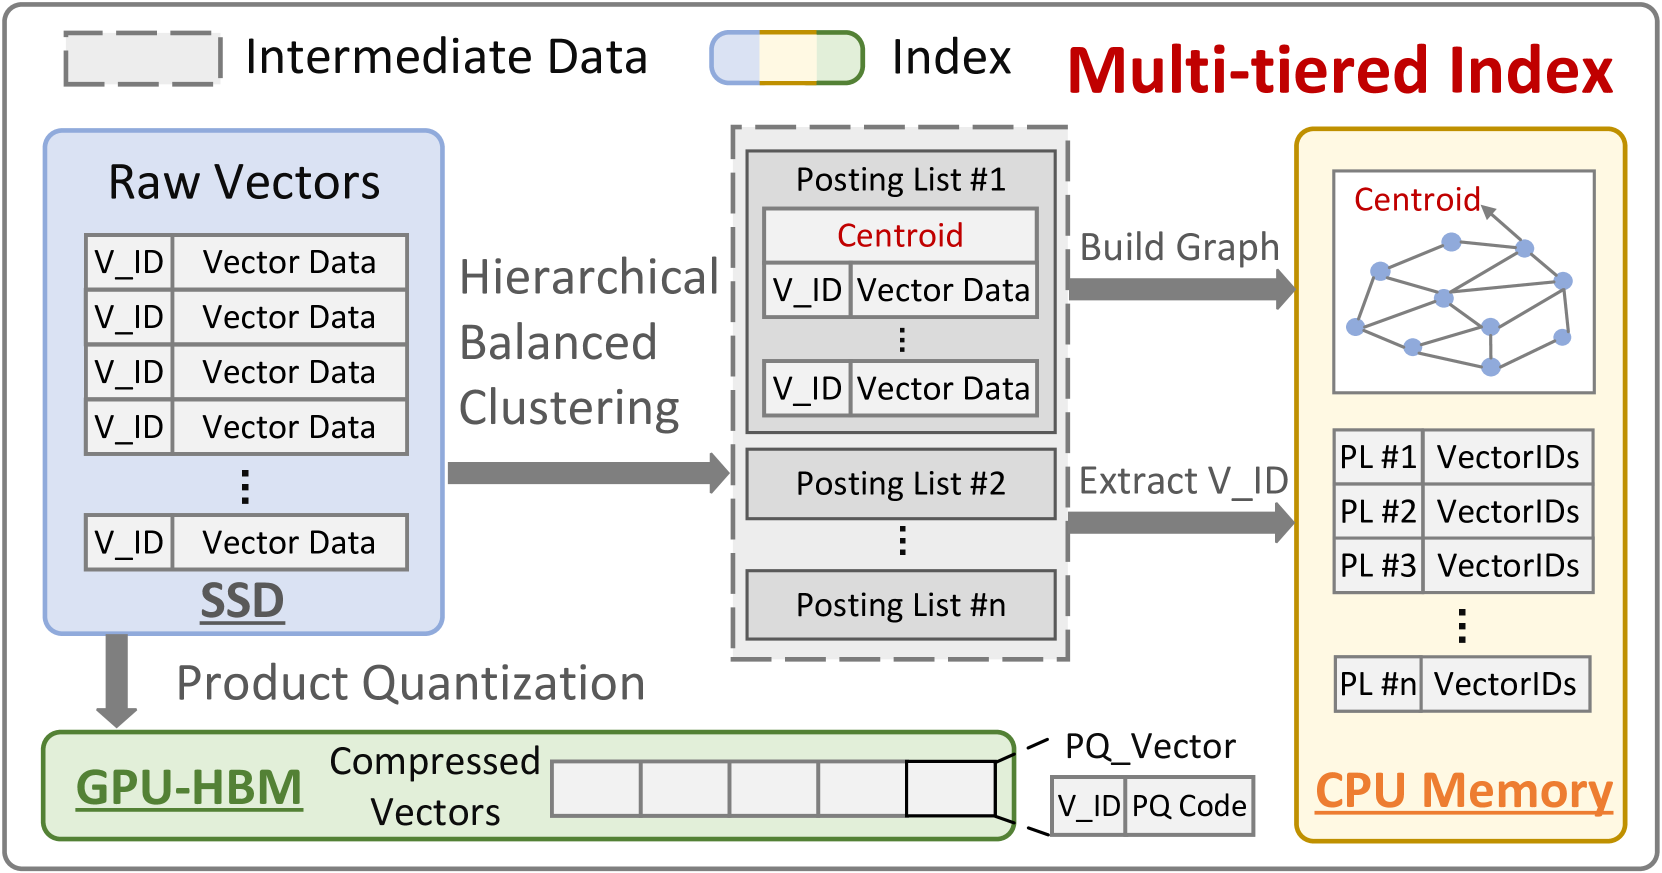 Intermediate Data
Index
Multi-tiered Index
Raw Vectors
V_ID Vector Data
V_ID Vector Data
V_ID Vector Data
V_ID Vector Data
⋮
V_ID Vector Data
SSD
Hierarchical
Balanced
Clustering
Posting List #1
Centroid
V_ID Vector Data
⋮
V_ID Vector Data
Posting List #2
⋮
Posting List #n
Build Graph
Extract V_ID
Centroid
PL #1 VectorIDs
PL #2 VectorIDs
PL #3 VectorIDs
⋮
PL #n VectorIDs
CPU Memory
Product Quantization
GPU-HBM
Compressed
Vectors
PQ_Vector
V_ID PQ Code